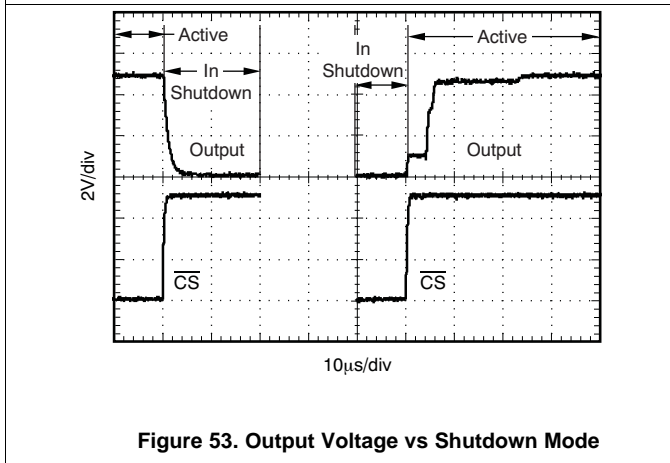 Active
In
Shutdown
Output
In
Shutdown
Active
Output
2V/div
CS
CS
10μs/div
Figure 53. Output Voltage vs Shutdown Mode